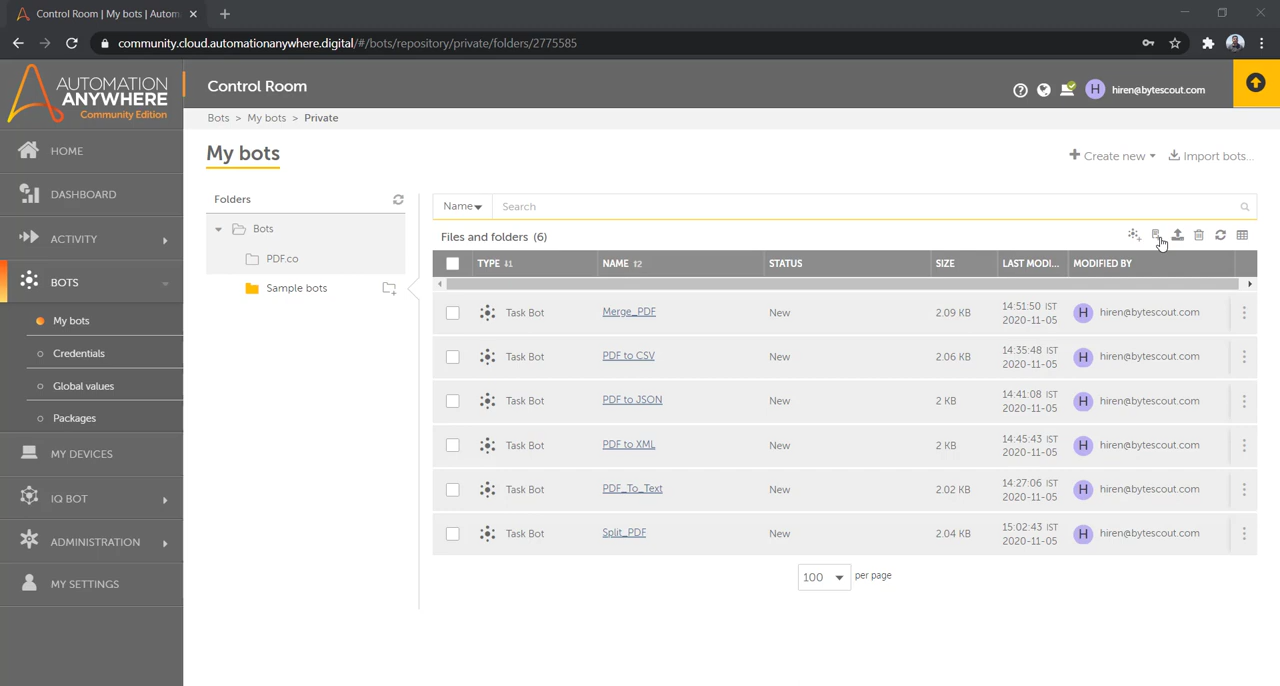 Control Room | My bots | Autom
community.cloud.automationanywhere.digital/#/bots/repository/private/folders/2775585
AUTOMATION
ANYWHERE
Community Edition
Control Room
H hiren@bytescout.com
Bots > My bots > Private
HOME
DASHBOARD
ACTIVITY
BOTS
My bots
Credentials
Global values
Packages
MY DEVICES
IQ BOT
ADMINISTRATION
MY SETTINGS
My bots
Create new
Import bots...
Folders
Bots
PDF.co
Sample bots
Name
Search
Files and folders (6)
TYPE NAME STATUS SIZE LAST MODI... MODIFIED BY
Task Bot Merge_PDF New 2.09 KB 14:51:50 IST 2020-11-05 H hiren@bytescout.com
Task Bot PDF to CSV New 2.06 KB 14:35:48 IST 2020-11-05 H hiren@bytescout.com
Task Bot PDF to JSON New 2 KB 14:41:08 IST 2020-11-05 H hiren@bytescout.com
Task Bot PDF to XML New 2 KB 14:45:43 IST 2020-11-05 H hiren@bytescout.com
Task Bot PDF_To_Text New 2.02 KB 14:27:06 IST 2020-11-05 H hiren@bytescout.com
Task Bot Split_PDF New 2.04 KB 15:02:43 IST 2020-11-05 H hiren@bytescout.com
100 per page